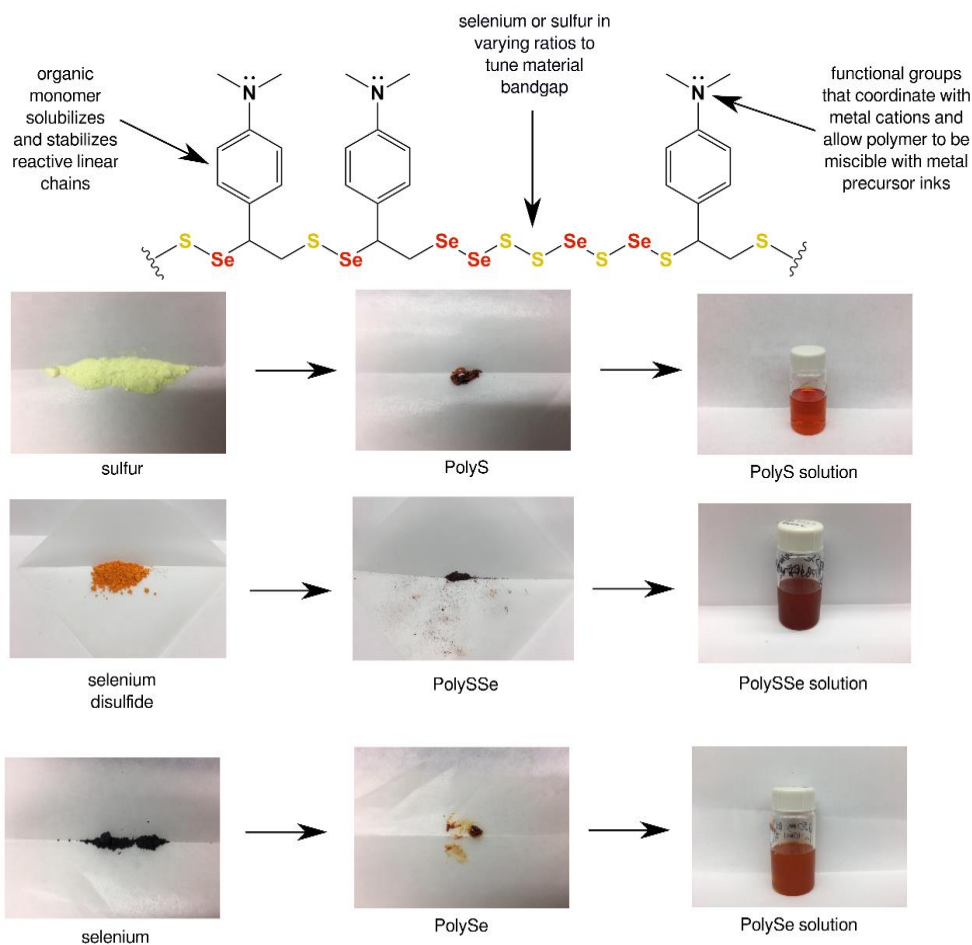 selenium or sulfur in
varying ratios to
tune material
bandgap
organic
monomer
solubilizes
and stabilizes
reactive linear
chains
functional groups
that coordinate with
metal cations and
allow polymer to be
miscible with metal
precursor inks
N
N
N
S
Se
S
Se
Se
Se
S
S
Se
S
Se
S
S
sulfur
PolyS
PolyS solution
selenium
disulfide
PolySSe
PolySSe solution
selenium
PolySe
PolySe solution